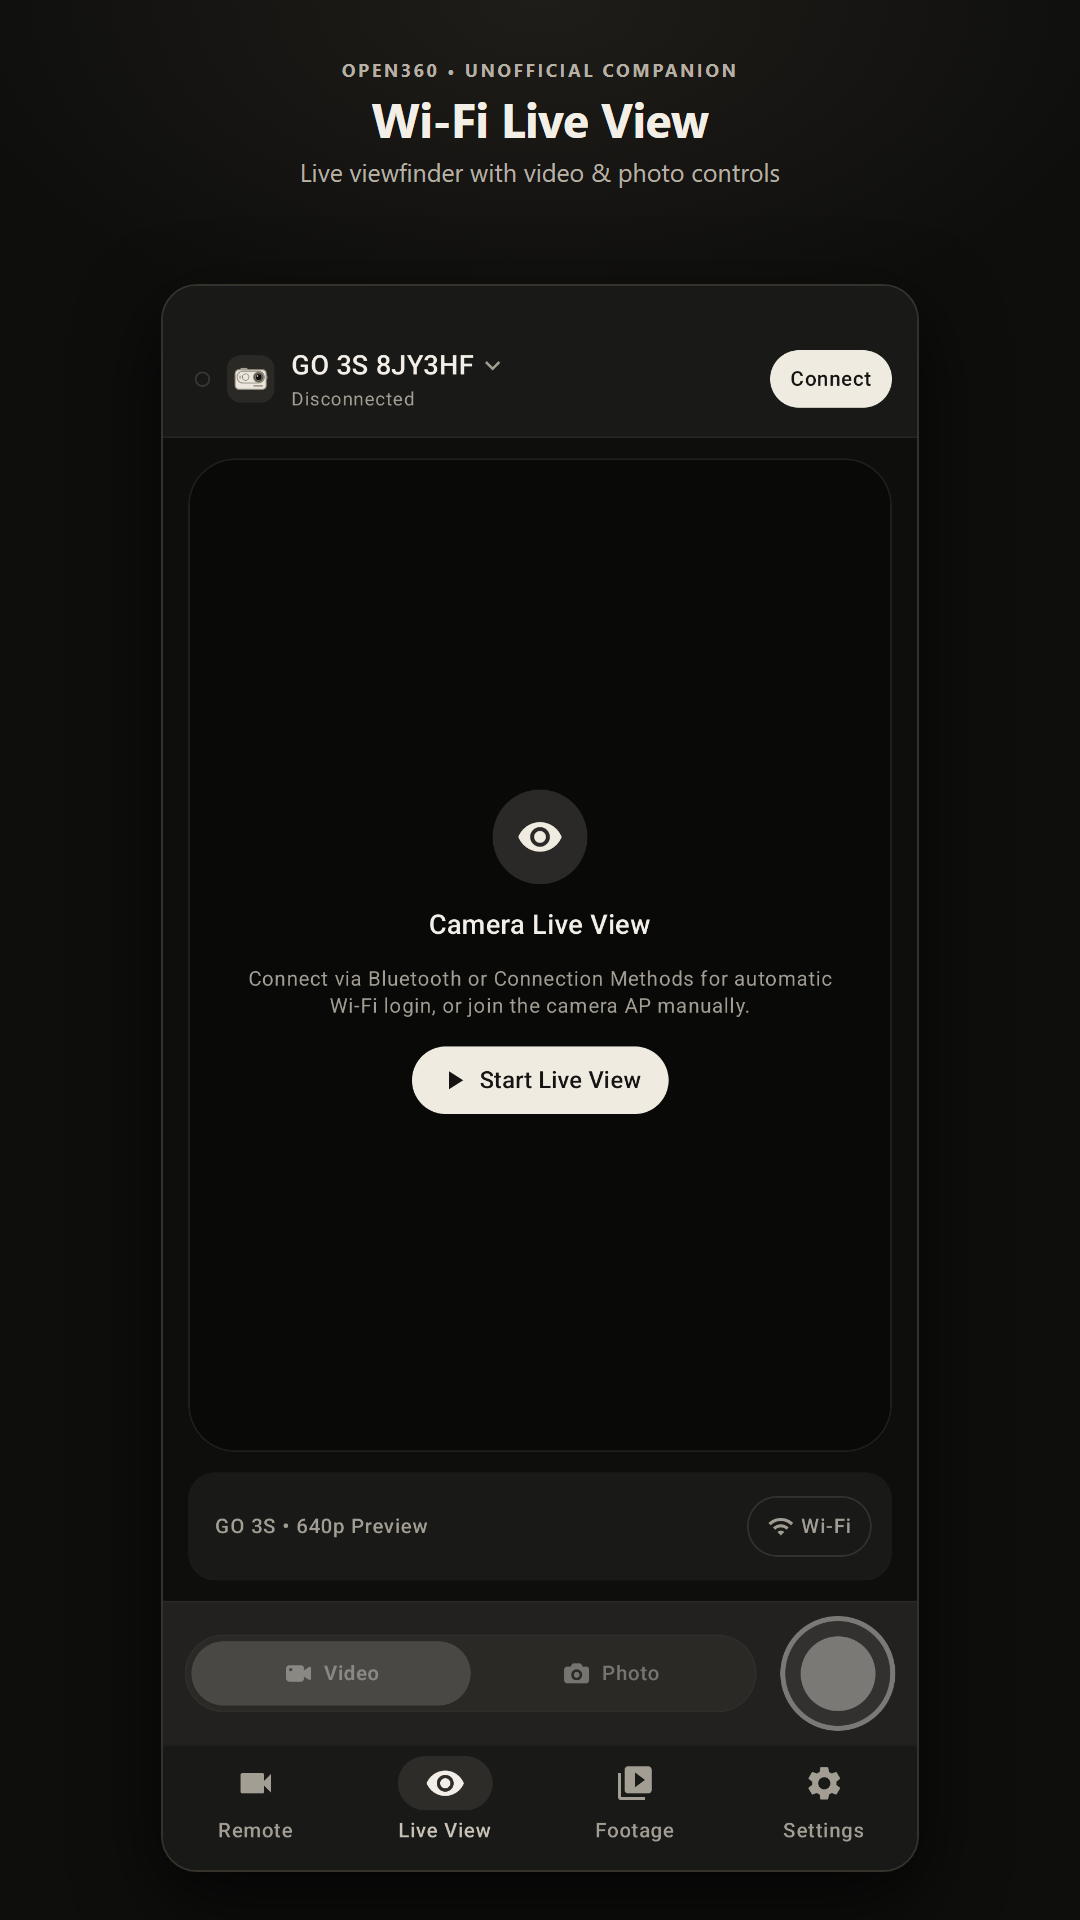 OPEN360 • UNOFFICIAL COMPANION
Wi-Fi Live View
Live viewfinder with video & photo controls
GO 3S 8JY3HF
Disconnected
Connect
Camera Live View
Connect via Bluetooth or Connection Methods for automatic
Wi-Fi login, or join the camera AP manually.
Start Live View
GO 3S • 640p Preview
Wi-Fi
Video
Photo
Remote
Live View
Footage
Settings